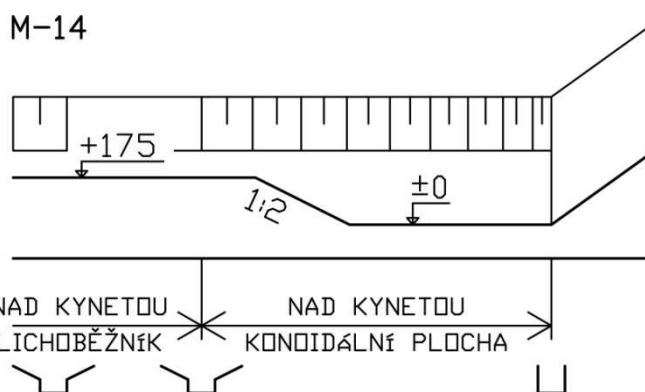 M-14
+175
±0
1:2
NAD KYNETOU
LICHOBĚŽNÍK
NAD KYNETOU
KONOIDÁLNÍ PLOCHA